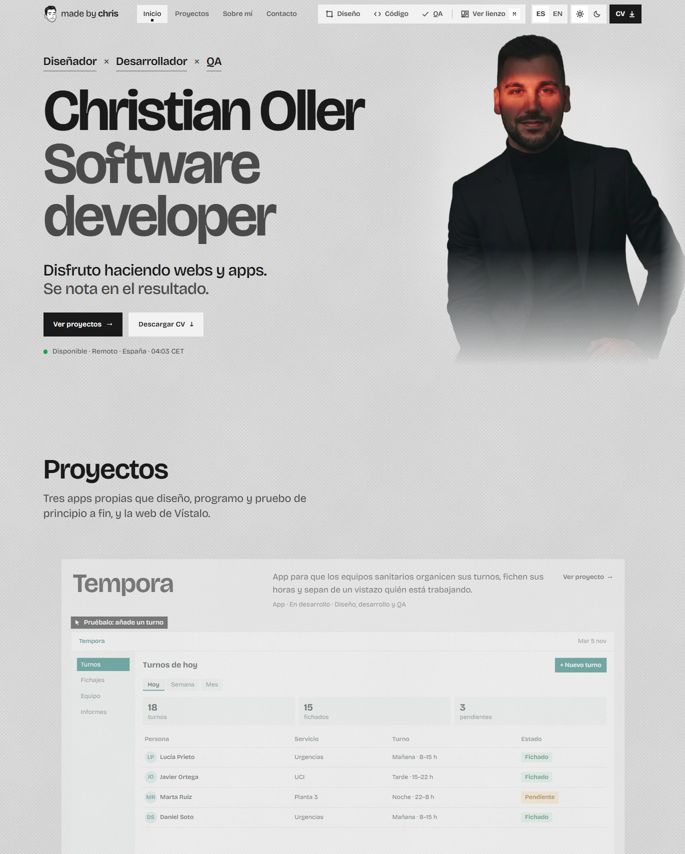 made by chris
Inicio
Proyectos
Sobre mí
Contacto
Diseño
Código
QA
Ver lienzo M
ES EN
CV
Diseñador × Desarrollador × QA
Christian Oller
Software
developer
Disfruto haciendo webs y apps.
Se nota en el resultado.
Ver proyectos →
Descargar CV ↓
Disponible · Remoto · España · 04:03 CET
Proyectos
Tres apps propias que diseño, programo y pruebo de
principio a fin, y la web de Vístalo.
Tempora
App para que los equipos sanitarios organicen sus turnos, fichen sus
horas y sepan de un vistazo quién está trabajando.
App · En desarrollo · Diseño, desarrollo y QA
Ver proyecto →
Pruébalo: añade un turno
Tempora
Mar 5 nov
Turnos
Fichajes
Equipo
Informes
Turnos de hoy
+ Nuevo turno
Hoy Semana Mes
18
turnos
15
fichados
3
pendientes
Persona Servicio Turno Estado
LP Lucía Prieto Urgencias Mañana · 8–15 h Fichado
JO Javier Ortega UCI Tarde · 15–22 h Fichado
MR Marta Ruiz Planta 3 Noche · 22–8 h Pendiente
DS Daniel Soto Urgencias Mañana · 8–15 h Fichado